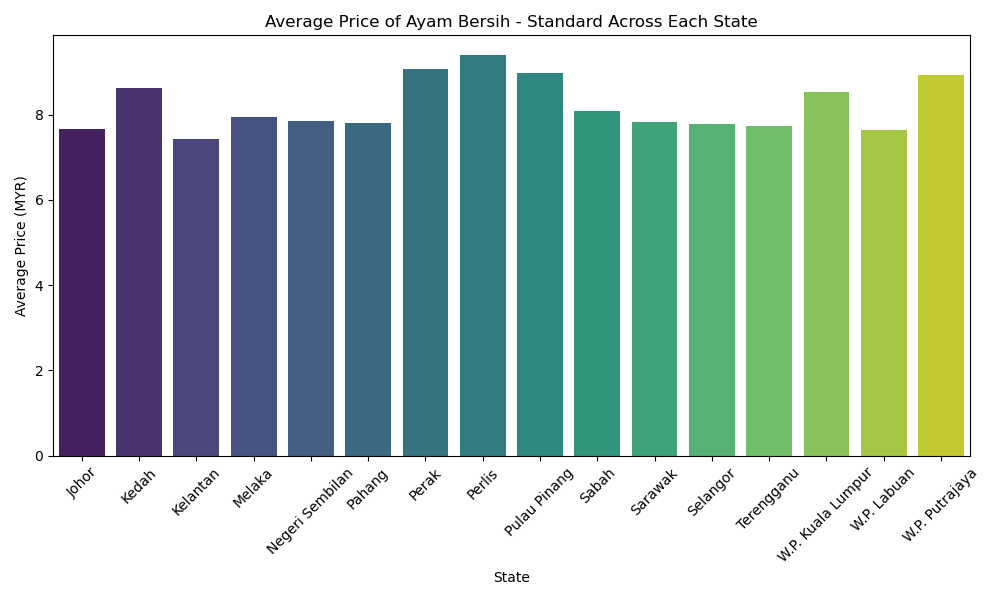 Average Price of Ayam Bersih - Standard Across Each State
Average Price (MYR)
8
6
4
2
0
Johor
Kedah
Kelantan
Melaka
Negeri Sembilan
Pahang
Perak
Perlis
Pulau Pinang
Sabah
Sarawak
Selangor
Terengganu
W.P. Kuala Lumpur
W.P. Labuan
W.P. Putrajaya
State